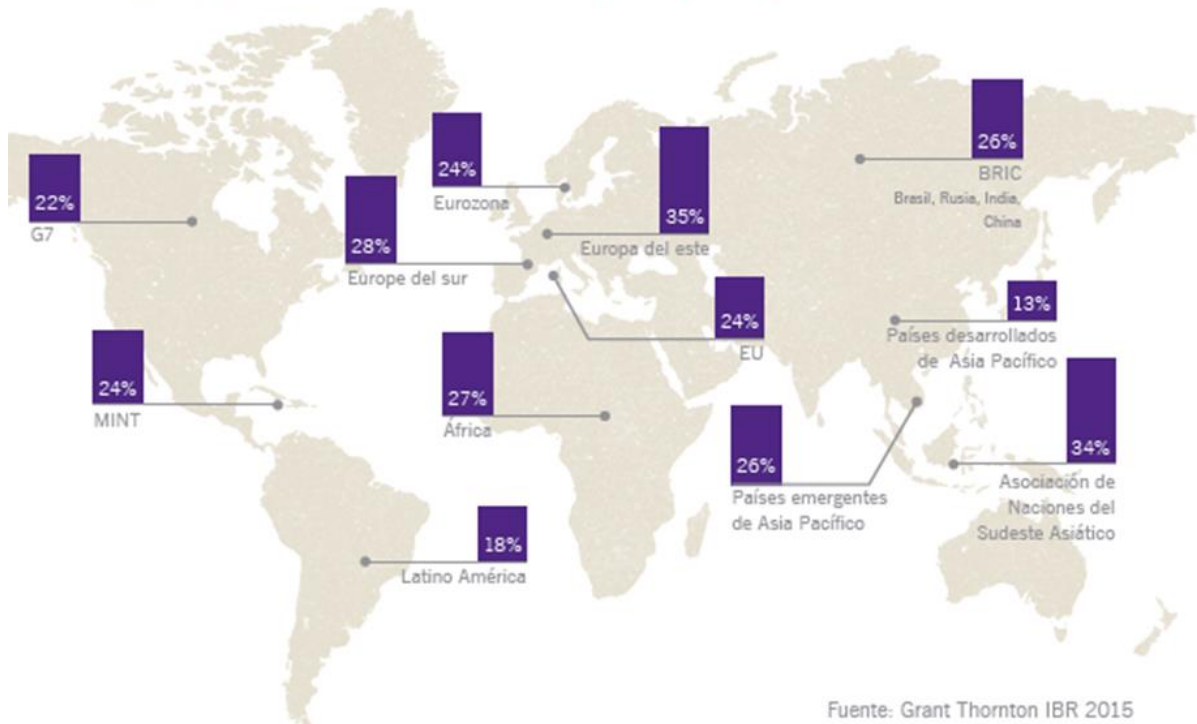 22%
G7
24%
Eurozona
28%
Europe del sur
35%
Europa del este
26%
BRIC
Brasil, Rusia, India,
China
24%
EU
13%
Países desarrollados
de Asia Pacífico
24%
MINT
27%
África
26%
Países emergentes
de Asia Pacífico
34%
Asociación de
Naciones del
Sudeste Asiático
18%
Latino América
Fuente: Grant Thornton IBR 2015